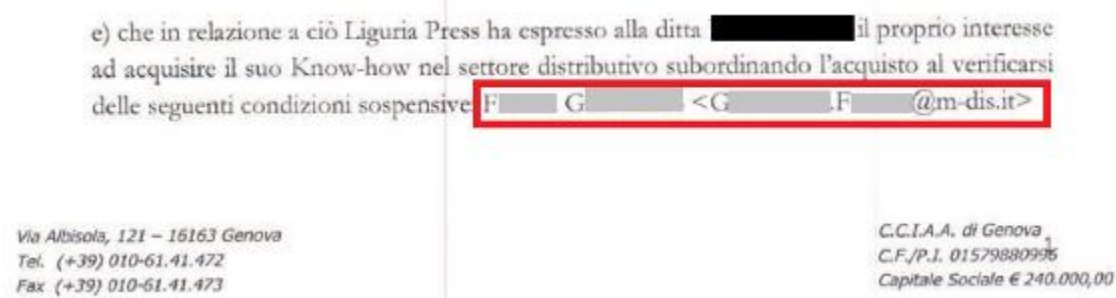 e) che in relazione a ciò Liguria Press ha espresso alla ditta il proprio interesse
ad acquisire il suo Know-how nel settore distributivo subordinando l'acquisto al verificarsi
delle seguenti condizioni sospensive F G <G .F @m-dis.it>
Via Albisola, 121 – 16163 Genova
Tel. (+39) 010-61.41.472
Fax (+39) 010-61.41.473
C.C.I.A.A. di Genova
1
C.F./P.I. 01579880996
Capitale Sociale € 240.000,00